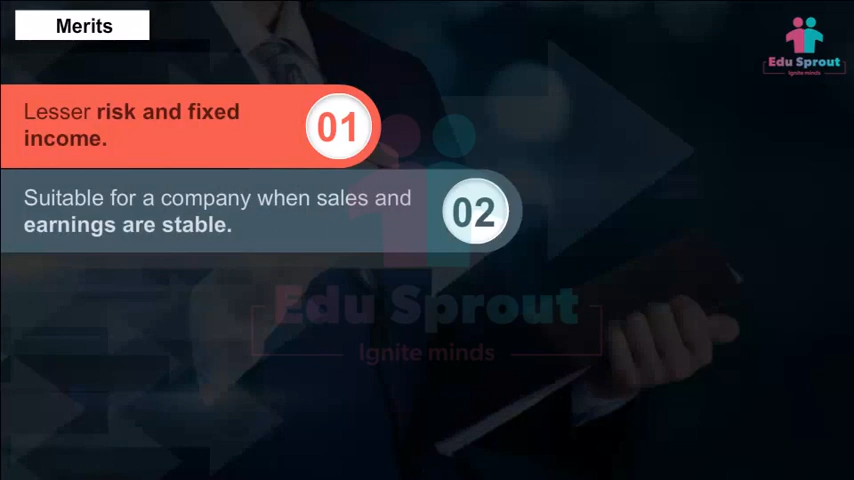 Merits
Edu Sprout
Ignite minds
Lesser risk and fixed
income.
01
Suitable for a company when sales and
earnings are stable.
02
Edu Sprout
Ignite minds